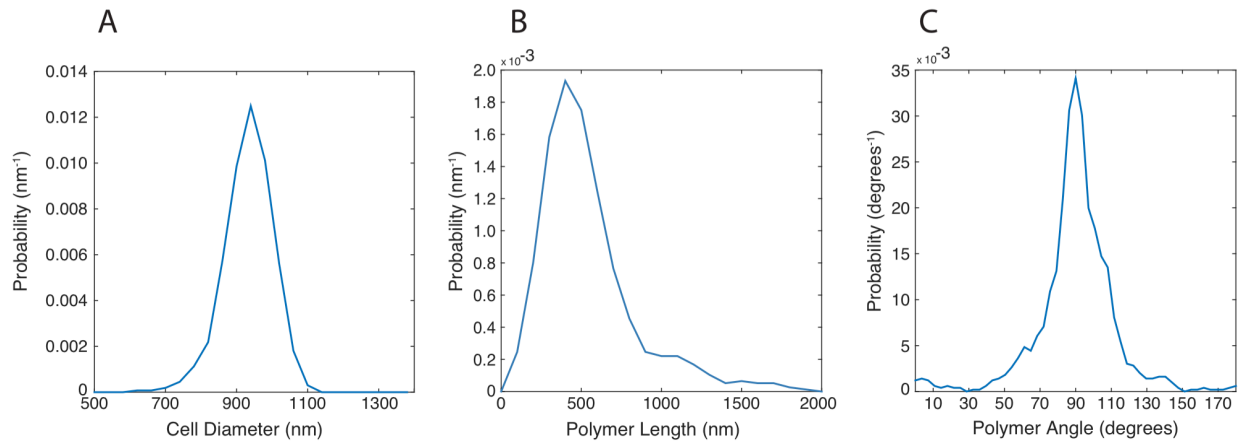 A
0.014
0.012
0.010
0.008
0.006
0.004
0.002
0
500 700 900 1100 1300
Probability (nm⁻¹)
Cell Diameter (nm)
B
× 10⁻³
2.0
1.8
1.6
1.4
1.2
1.0
0.8
0.6
0.4
0.2
0
0 500 1000 1500 2000
Probability (nm⁻¹)
Polymer Length (nm)
C
× 10⁻³
35
30
25
20
15
10
5
0
10 30 50 70 90 110 130 150 170
Probability (degrees⁻¹)
Polymer Angle (degrees)